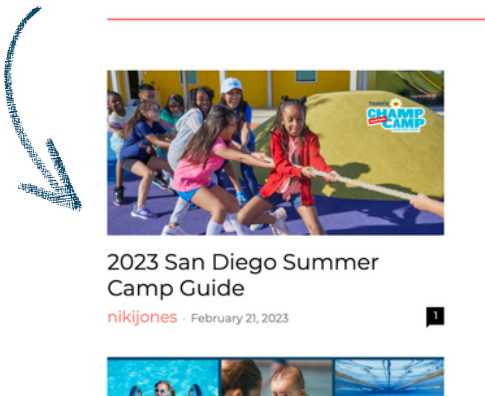 CHAMP
CAMP
2023 San Diego Summer
Camp Guide
nikijones - February 21, 2023
1